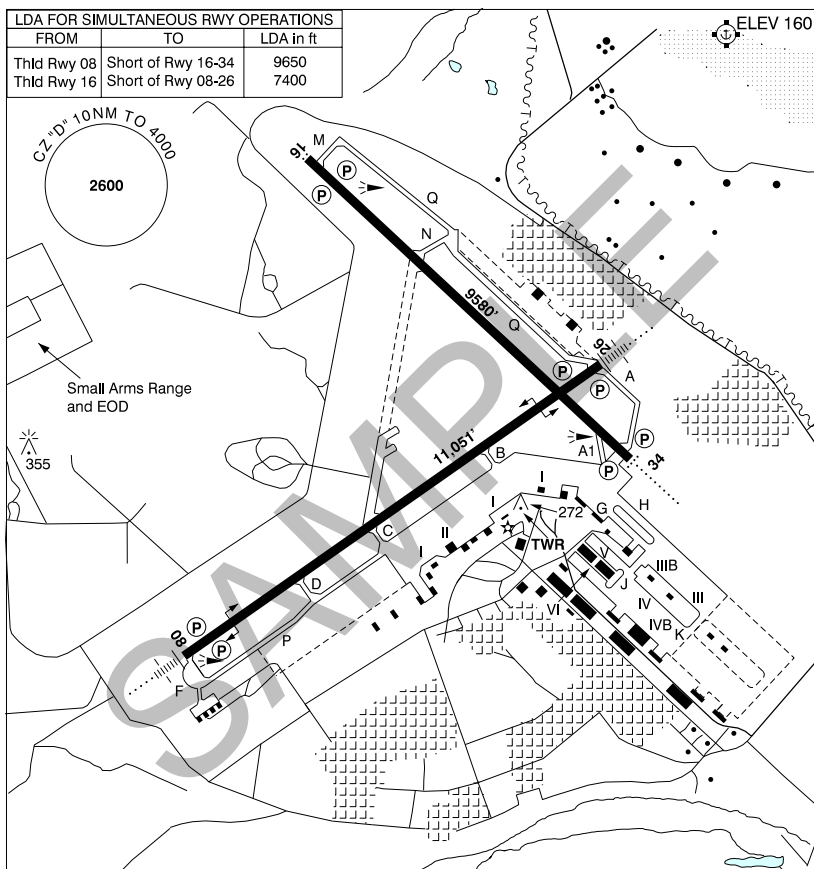 LDA FOR SIMULTANEOUS RWY OPERATIONS
FROM TO LDA in ft
Thld Rwy 08 Short of Rwy 16-34 9650
Thld Rwy 16 Short of Rwy 08-26 7400
ELEV 160
CZ "D" 10NM TO 4000
2600
M
16
P
P
Q
N
9580'
Q
26
P
P
A
Small Arms Range
and EOD
355
11,051'
B
A1
P
P
34
I
I
272'
G
H
TWR
C
II
I
V
IIIB
J
III
D
IV
VI
IVB
K
P
08
P
P
F
SAMPLE